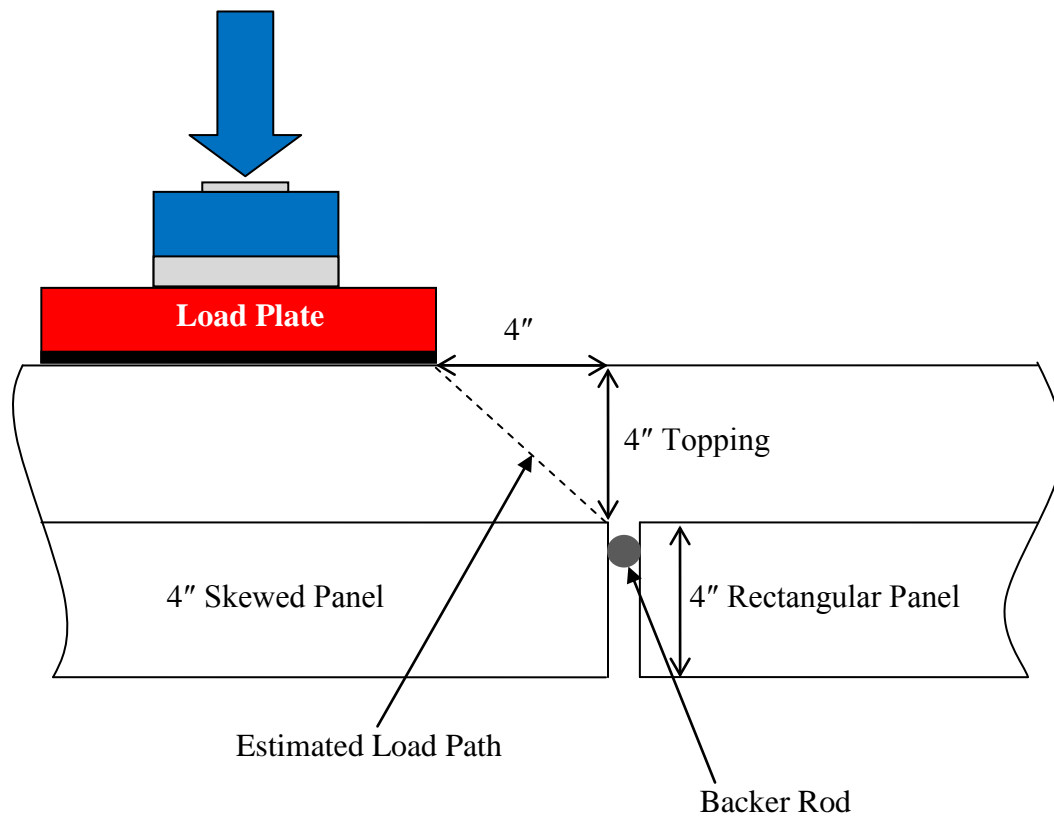 Load Plate
4″
4″ Topping
4″ Skewed Panel
4″ Rectangular Panel
Estimated Load Path
Backer Rod